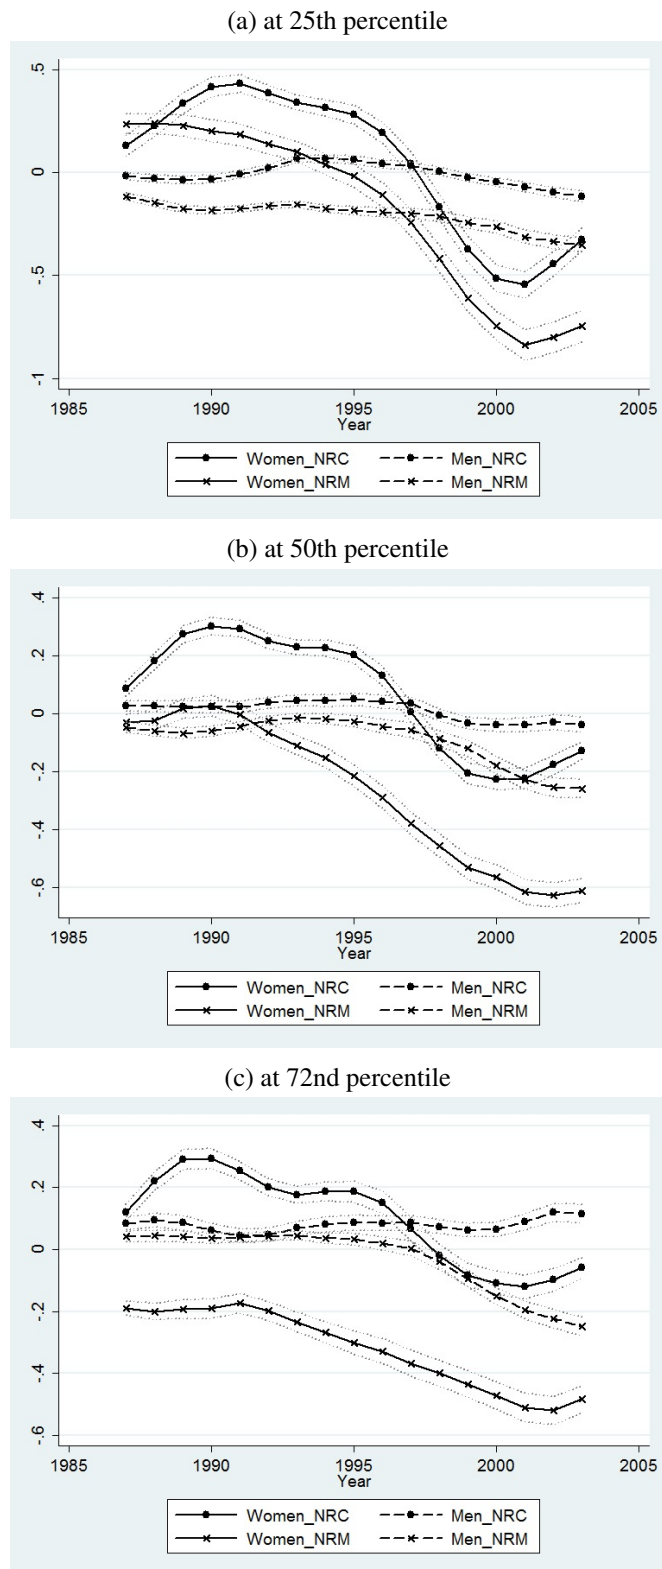 (a) at 25th percentile
.5
0
-.5
-1
1985 1990 1995 2000 2005
Year
Women_NRC Men_NRC
Women_NRM Men_NRM
(b) at 50th percentile
.4
.2
0
-.2
-.4
-.6
1985 1990 1995 2000 2005
Year
Women_NRC Men_NRC
Women_NRM Men_NRM
(c) at 72nd percentile
.4
.2
0
-.2
-.4
-.6
1985 1990 1995 2000 2005
Year
Women_NRC Men_NRC
Women_NRM Men_NRM